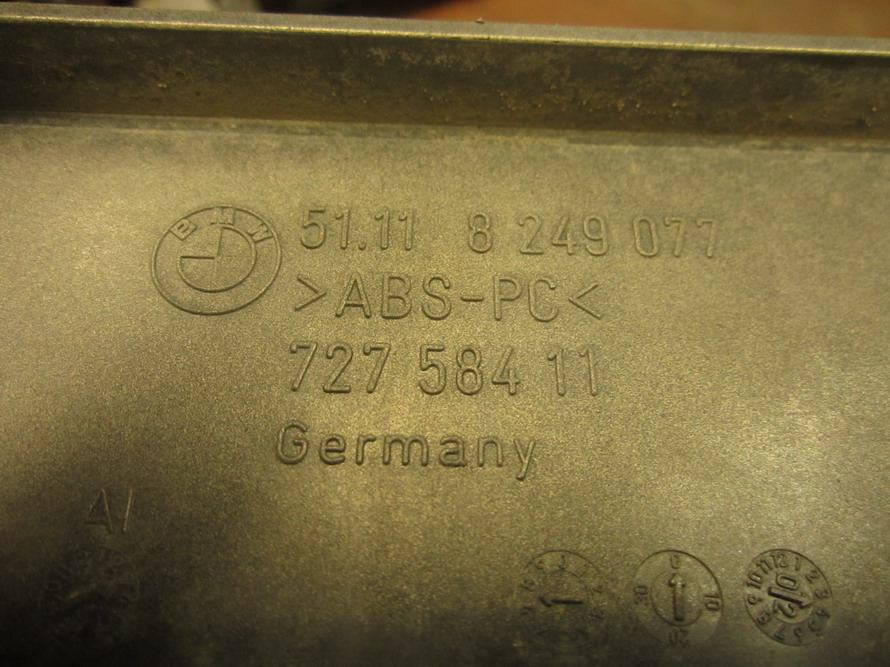 BMW 51.11 8 249 077
>ABS-PC<
727 584 11
Germany
A/